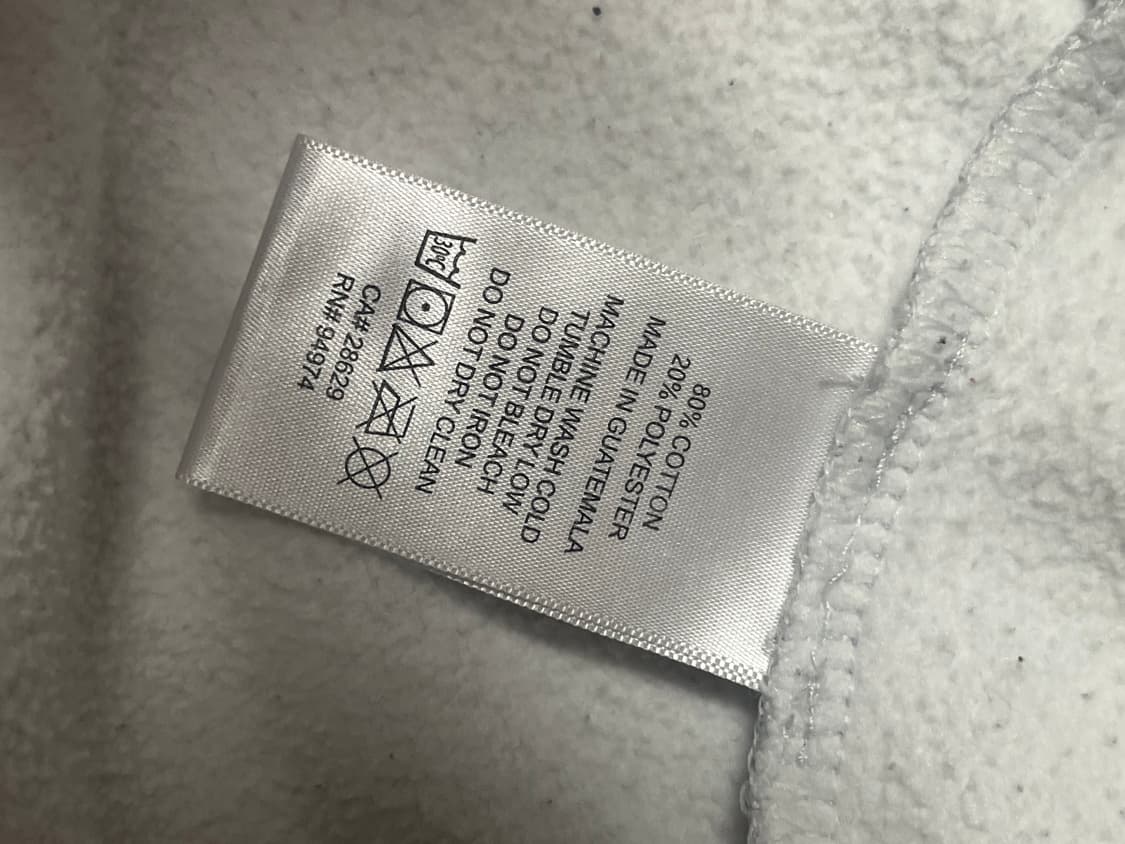 80% COTTON
20% POLYESTER
MADE IN GUATEMALA
MACHINE WASH COLD
TUMBLE DRY LOW
DO NOT BLEACH
DO NOT IRON
DO NOT DRY CLEAN
30°C
CA# 28629
RN# 94974